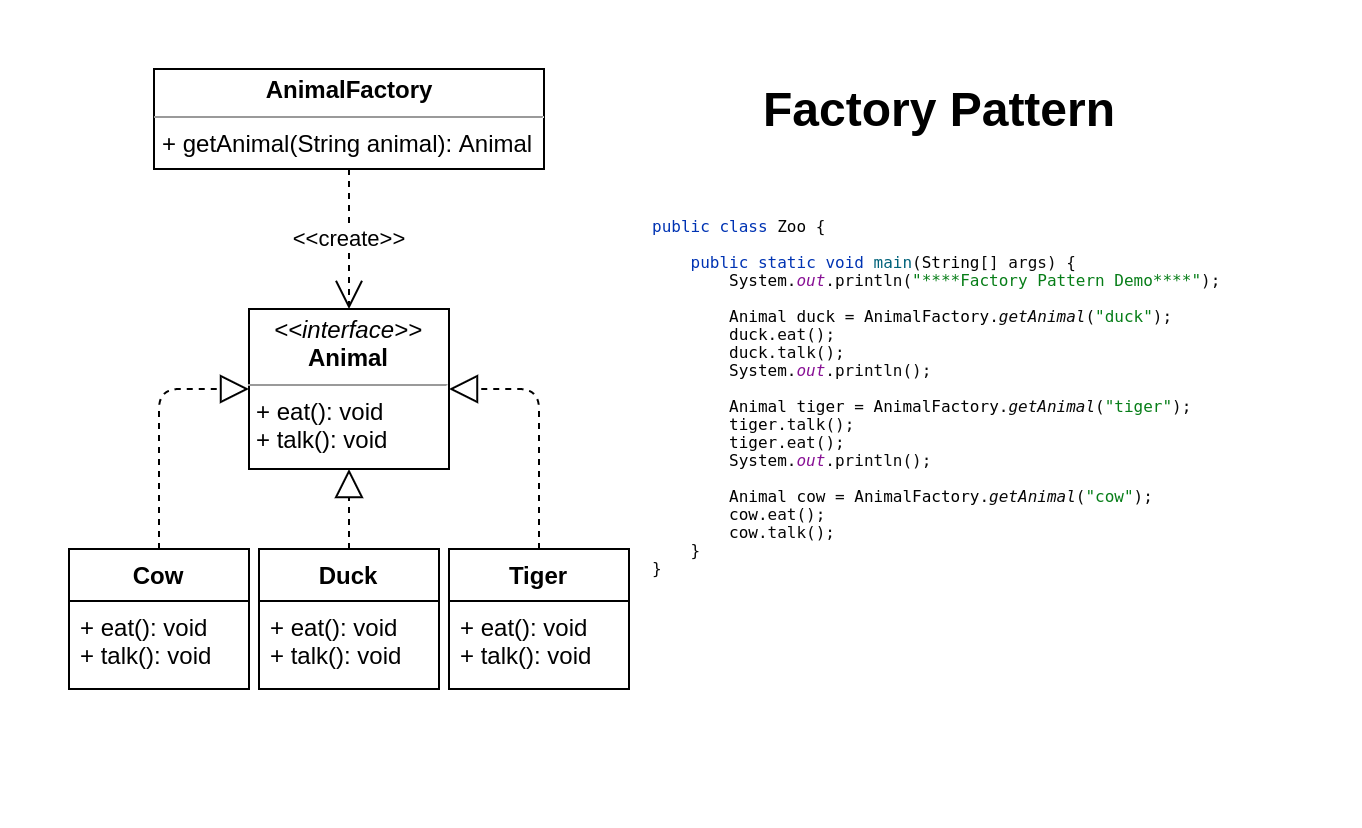 AnimalFactory
+ getAnimal(String animal): Animal
<<create>>
<<interface>>
Animal
+ eat(): void
+ talk(): void
Cow
+ eat(): void
+ talk(): void
Duck
+ eat(): void
+ talk(): void
Tiger
+ eat(): void
+ talk(): void
Factory Pattern
public class Zoo {
    public static void main(String[] args) {
        System.out.println("****Factory Pattern Demo****");
        Animal duck = AnimalFactory.getAnimal("duck");
        duck.eat();
        duck.talk();
        System.out.println();
        Animal tiger = AnimalFactory.getAnimal("tiger");
        tiger.talk();
        tiger.eat();
        System.out.println();
        Animal cow = AnimalFactory.getAnimal("cow");
        cow.eat();
        cow.talk();
    }
}